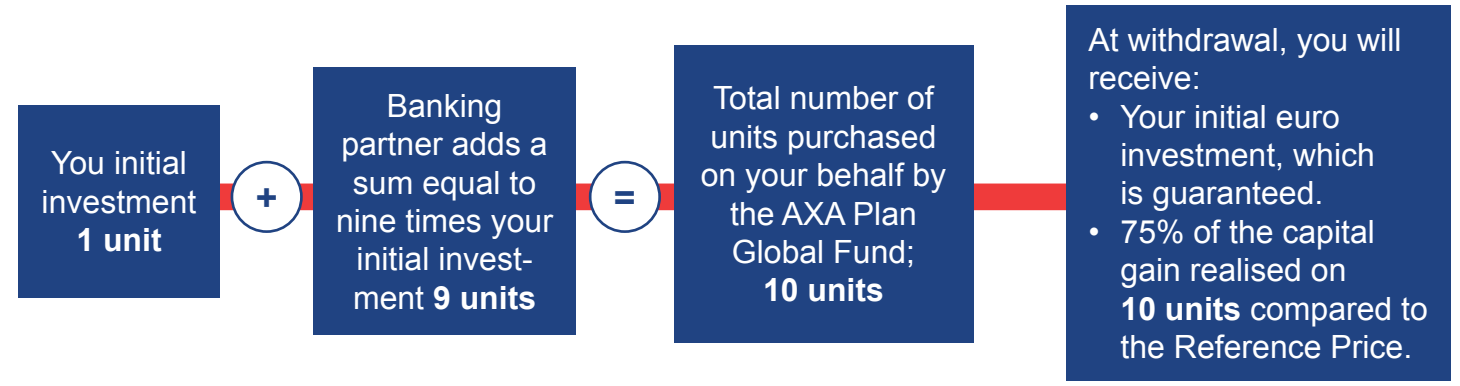 You initial
investment
1 unit
+
Banking
partner adds a
sum equal to
nine times your
initial invest-
ment 9 units
=
Total number of
units purchased
on your behalf by
the AXA Plan
Global Fund;
10 units
At withdrawal, you will
receive:
• Your initial euro
investment, which
is guaranteed.
• 75% of the capital
gain realised on
10 units compared to
the Reference Price.